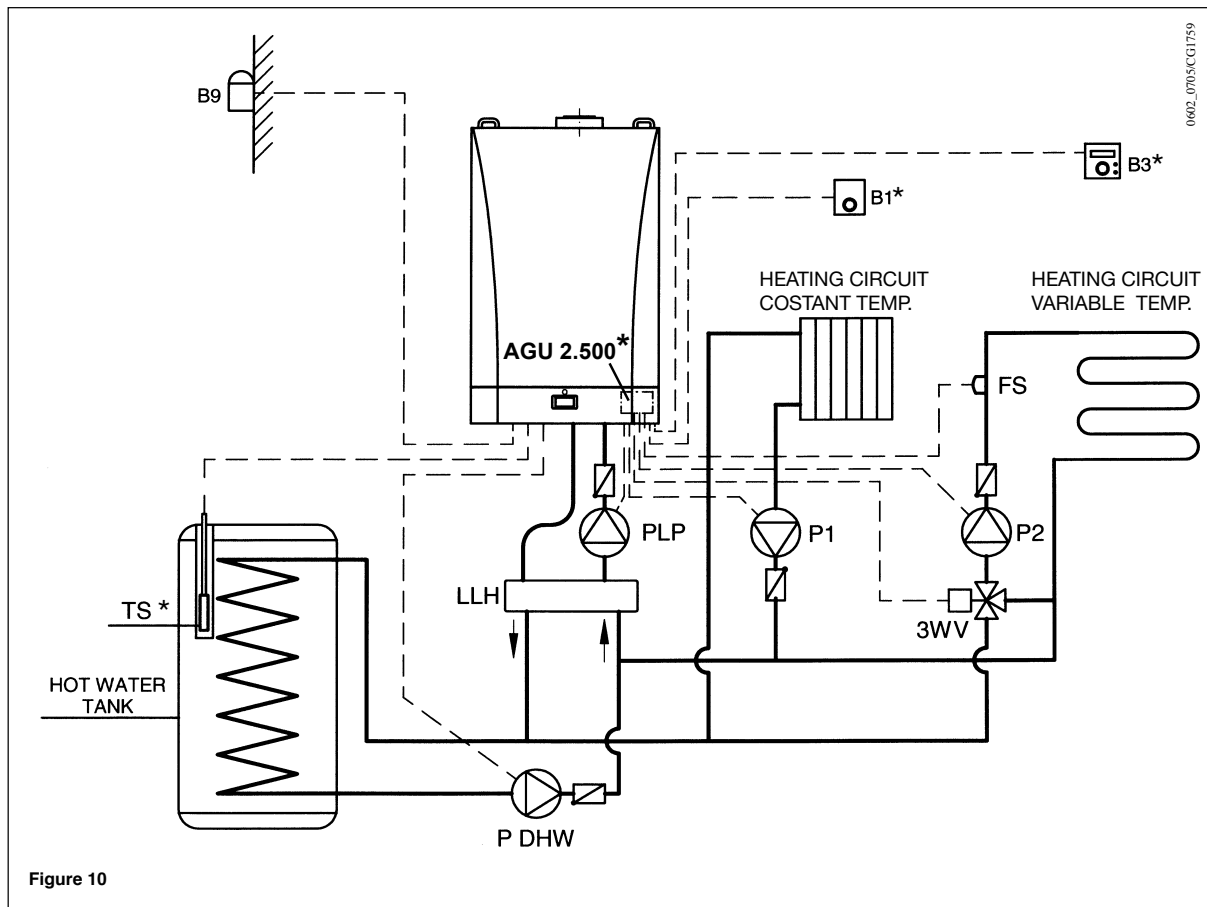 0602_0705/CG1759
B9
B3*
B1*
HEATING CIRCUIT
COSTANT TEMP.
HEATING CIRCUIT
VARIABLE TEMP.
AGU 2.500*
FS
PLP
P1
P2
LLH
3WV
TS *
HOT WATER
TANK
P DHW
Figure 10